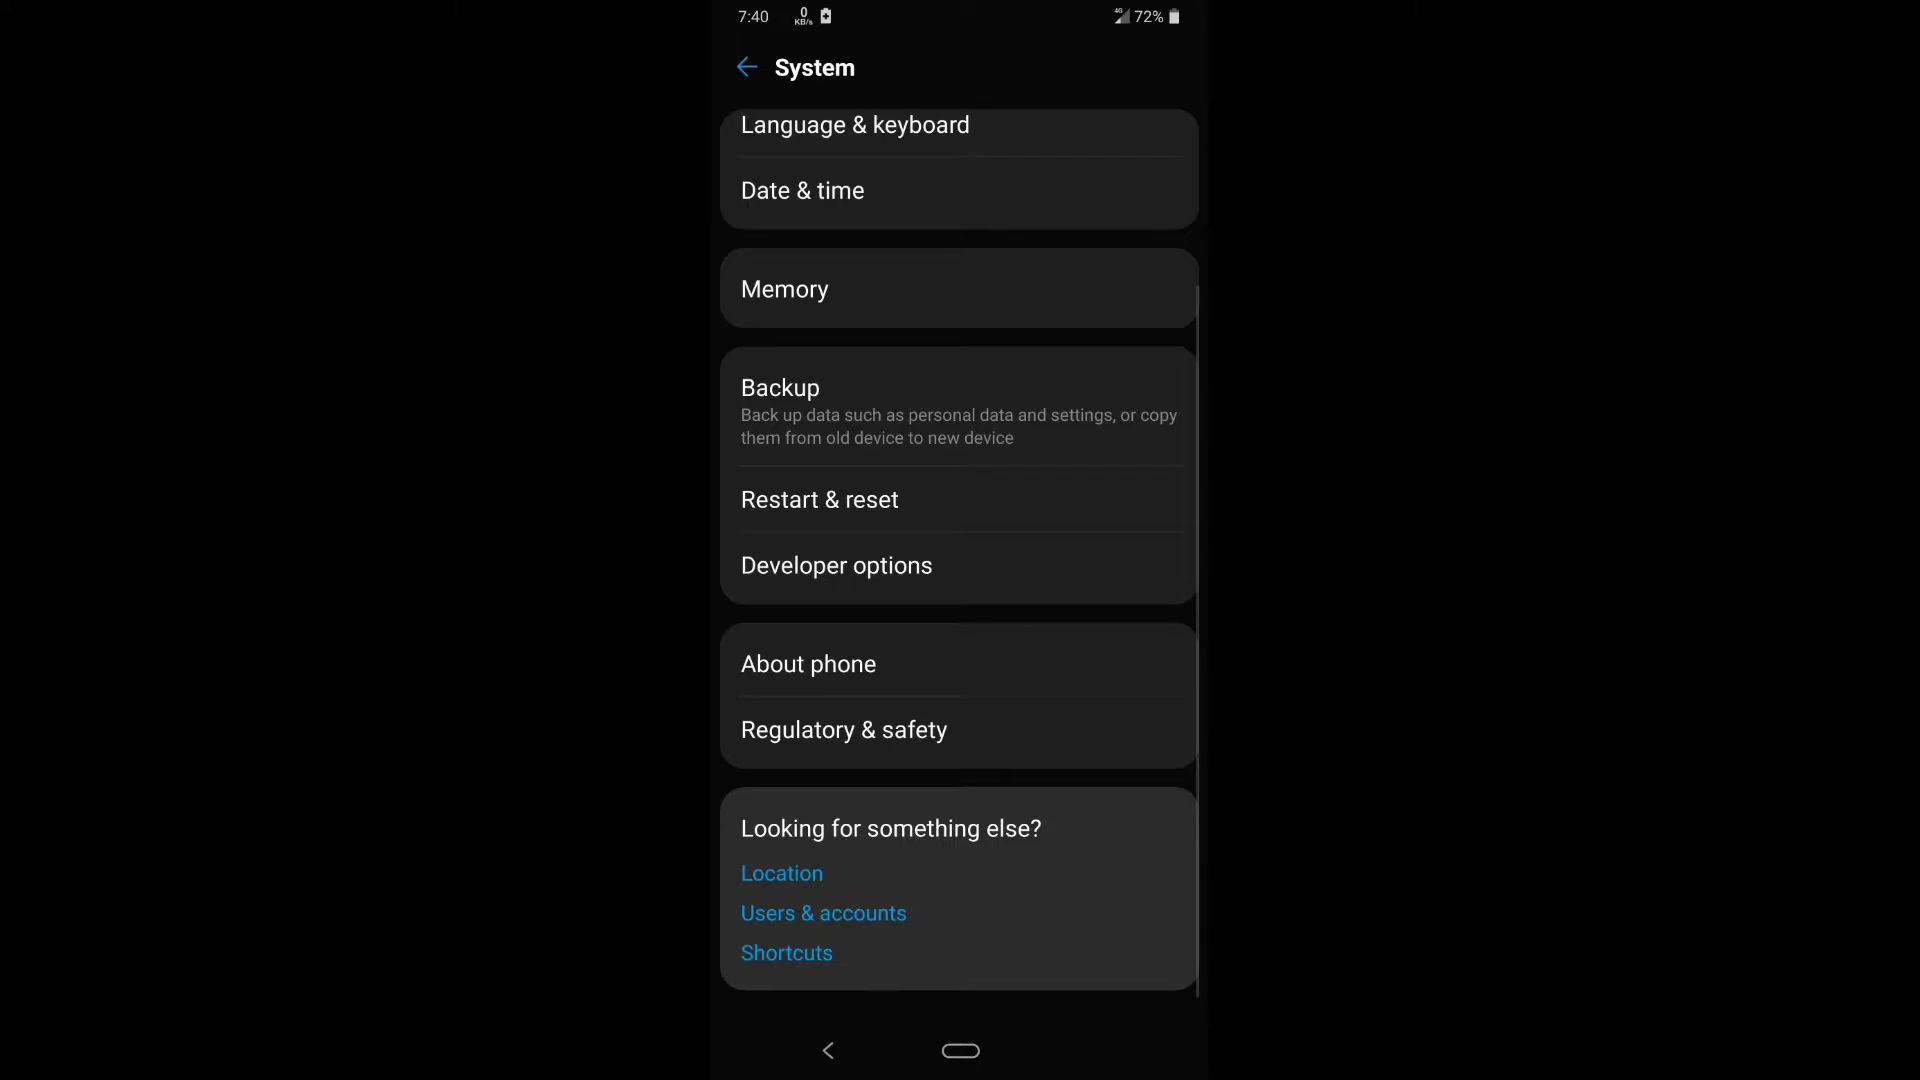 7:40
0
KB/s
4G
72%
System
Language & keyboard
Date & time
Memory
Backup
Back up data such as personal data and settings, or copy
them from old device to new device
Restart & reset
Developer options
About phone
Regulatory & safety
Looking for something else?
Location
Users & accounts
Shortcuts